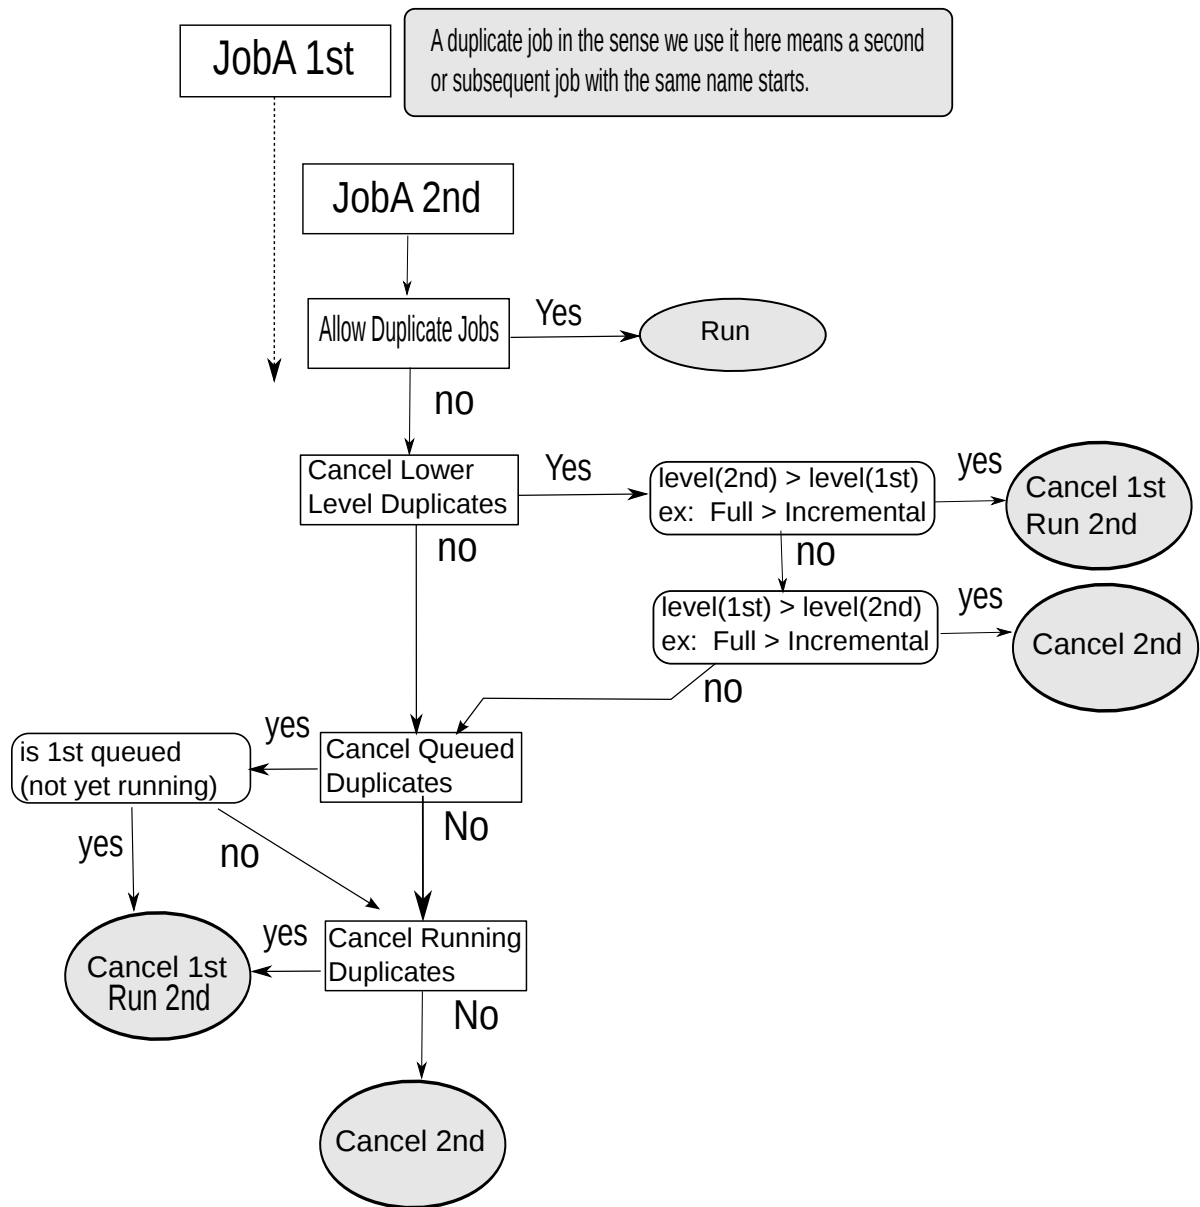 JobA 1st
A duplicate job in the sense we use it here means a second
or subsequent job with the same name starts.
JobA 2nd
Allow Duplicate Jobs
Yes
Run
no
Cancel Lower
Level Duplicates
Yes
level(2nd) > level(1st)
ex:  Full > Incremental
yes
Cancel 1st
Run 2nd
no
no
level(1st) > level(2nd)
ex:  Full > Incremental
yes
Cancel 2nd
no
Cancel Queued
Duplicates
yes
is 1st queued
(not yet running)
No
yes
no
Cancel Running
Duplicates
yes
Cancel 1st
Run 2nd
No
Cancel 2nd